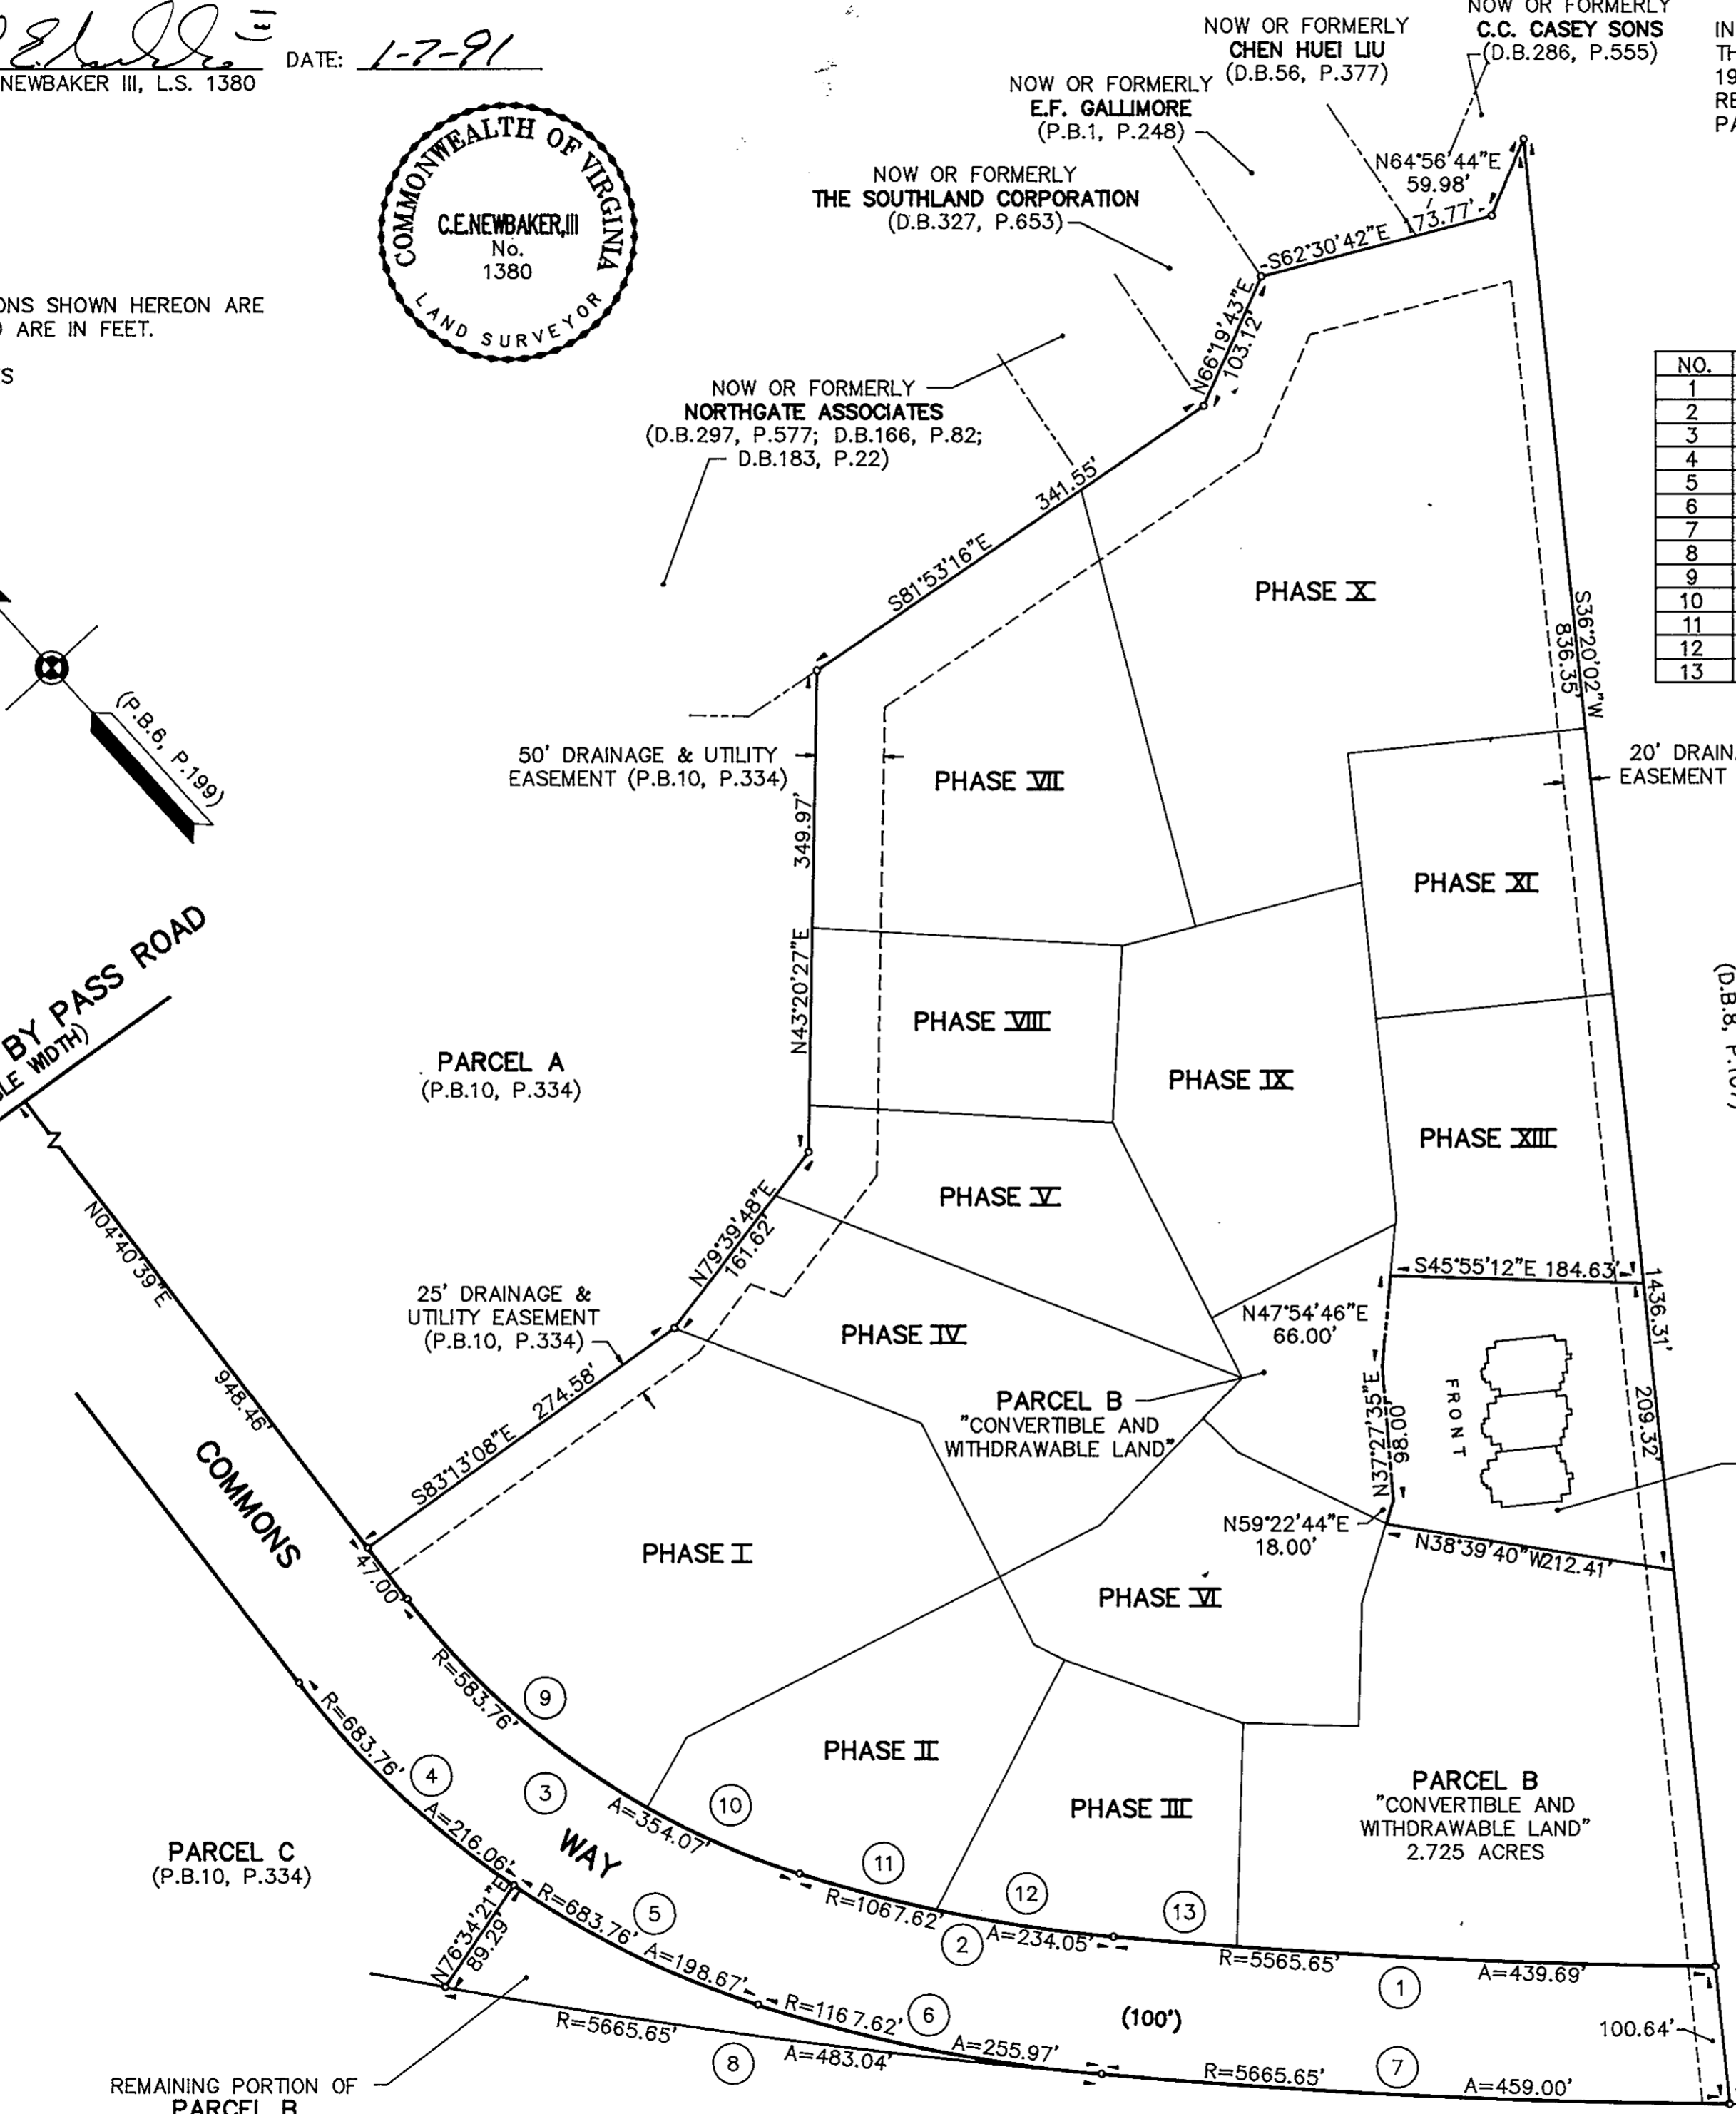 NEWBAKER III, L.S. 1380
DATE: 1-7-91
COMMONWEALTH OF VIRGINIA
C.E.NEWBAKER,III
No.
1380
LAND SURVEYOR
ONS SHOWN HEREON ARE
ARE IN FEET.
NOW OR FORMERLY
C.C. CASEY SONS
(D.B.286, P.555)
NOW OR FORMERLY
CHEN HUEI LIU
(D.B.56, P.377)
NOW OR FORMERLY
E.F. GALLIMORE
(P.B.1, P.248)
NOW OR FORMERLY
THE SOUTHLAND CORPORATION
(D.B.327, P.653)
NOW OR FORMERLY
NORTHGATE ASSOCIATES
(D.B.297, P.577; D.B.166, P.82;
D.B.183, P.22)
IN
TH
19
RE
PA
N64°56'44"E
59.98'
S62°30'42"E
73.77'
N66°19'43"E
103.12'
341.55'
S81°53'16"E
NO.
1
2
3
4
5
6
7
8
9
10
11
12
13
PHASE X
S36°20'02"W
836.35'
(P.B.6, P.199)
50' DRAINAGE & UTILITY
EASEMENT (P.B.10, P.334)
PHASE VII
20' DRAIN
EASEMENT
349.97'
N43°20'27"E
PHASE XI
BY PASS ROAD
BLE WIDTH)
PARCEL A
(P.B.10, P.334)
PHASE VIII
PHASE IX
PHASE XIII
PHASE V
N79°39'48"E
161.62'
N04°40'39"E
948.46'
25' DRAINAGE &
UTILITY EASEMENT
(P.B.10, P.334)
PHASE IV
N47°54'46"E
66.00'
S45°55'12"E 184.63'
1436.31'
209.32'
FRONT
PARCEL B
"CONVERTIBLE AND
WITHDRAWABLE LAND"
N37°27'35"E
98.00'
S83°13'08"E 274.58'
N59°22'44"E
18.00'
N38°39'40"W212.41'
COMMONS
47.00'
PHASE I
PHASE VI
R=583.76'
9
R=683.76'
4
3
A=216.06'
A=354.07'
10
PHASE II
PHASE III
PARCEL B
"CONVERTIBLE AND
WITHDRAWABLE LAND"
2.725 ACRES
WAY
PARCEL C
(P.B.10, P.334)
N76°34'21"E
89.29'
R=683.76'
5
A=198.67'
11
R=1067.62'
12
2
A=234.05'
13
R=5565.65'
1
A=439.69'
R=1167.62'
6
A=255.97'
(100')
100.64'
R=5665.65'
8
A=483.04'
R=5665.65'
7
A=459.00'
REMAINING PORTION OF
PARCEL B